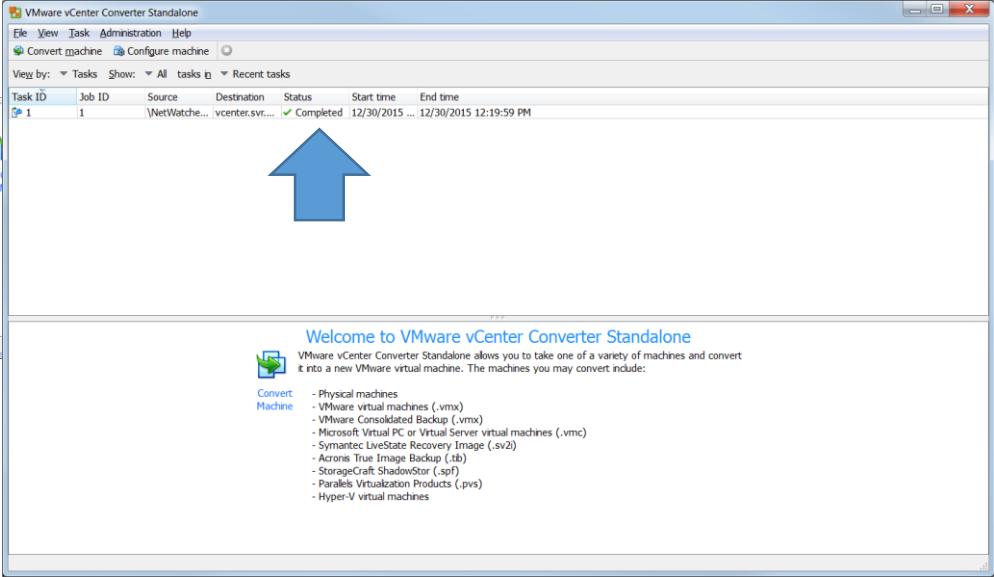 VMware vCenter Converter Standalone
File View Task Administration Help
Convert machine Configure machine
View by: Tasks Show: All tasks in Recent tasks
Task ID Job ID Source Destination Status Start time End time
1 1 \NetWatche... vcenter.svr.... Completed 12/30/2015 ... 12/30/2015 12:19:59 PM
Welcome to VMware vCenter Converter Standalone
VMware vCenter Converter Standalone allows you to take one of a variety of machines and convert
it into a new VMware virtual machine. The machines you may convert include:
Convert
Machine
- Physical machines
- VMware virtual machines (.vmx)
- VMware Consolidated Backup (.vmx)
- Microsoft Virtual PC or Virtual Server virtual machines (.vmc)
- Symantec LiveState Recovery Image (.sv2i)
- Acronis True Image Backup (.tib)
- StorageCraft ShadowStor (.spf)
- Parallels Virtualization Products (.pvs)
- Hyper-V virtual machines